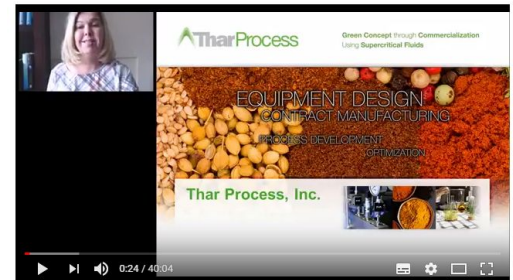 TharProcess
Green Concept through Commercialization
Using Supercritical Fluids
EQUIPMENT DESIGN
CONTRACT MANUFACTURING
PROCESS DEVELOPMENT
OPTIMIZATION
Thar Process, Inc.
0:24 / 40:04